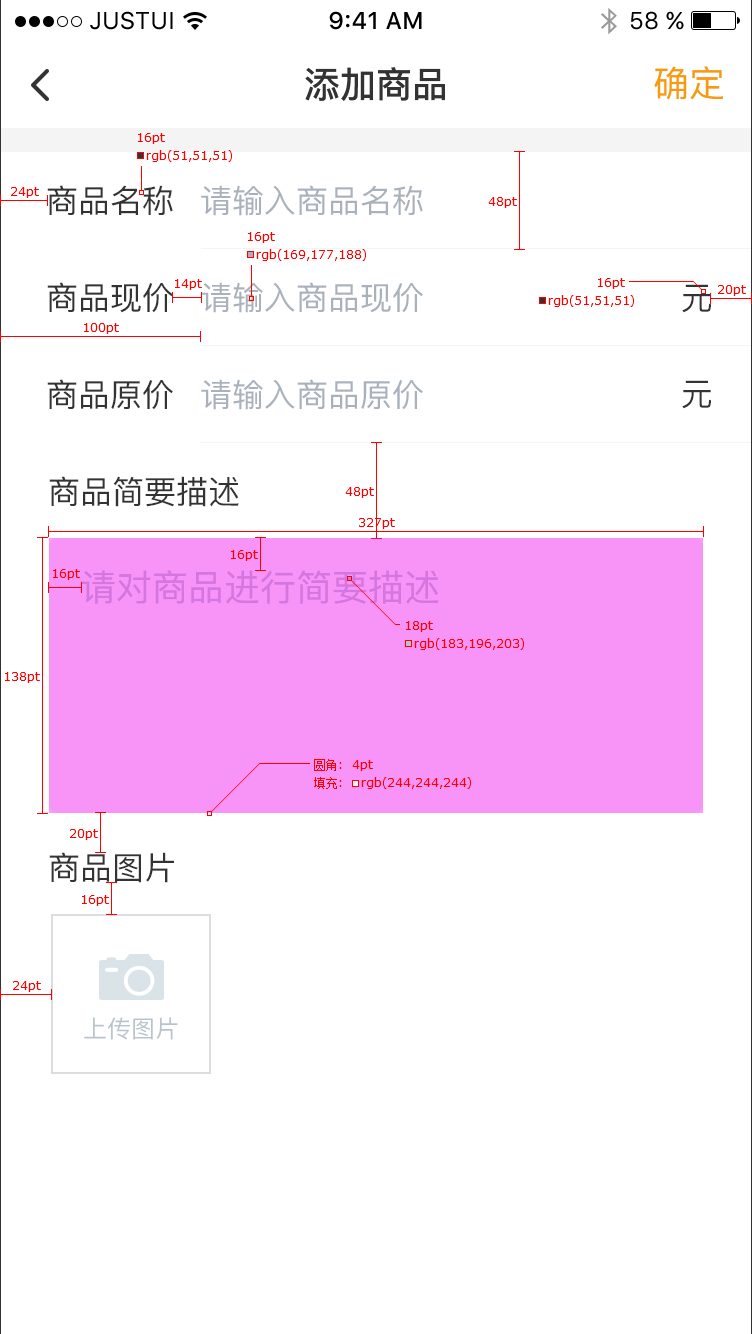 JUSTUI 9:41 AM 58 %
添加商品 确定
16pt
rgb(51,51,51)
24pt 商品名称 请输入商品名称 48pt
16pt
rgb(169,177,188)
商品现价 14pt 请输入商品现价 16pt 元 20pt
rgb(51,51,51)
100pt
商品原价 请输入商品原价 元
商品简要描述 48pt
327pt
16pt
16pt 请对商品进行简要描述
18pt
rgb(183,196,203)
138pt
圆角： 4pt
填充： rgb(244,244,244)
20pt
商品图片
16pt
24pt
上传图片